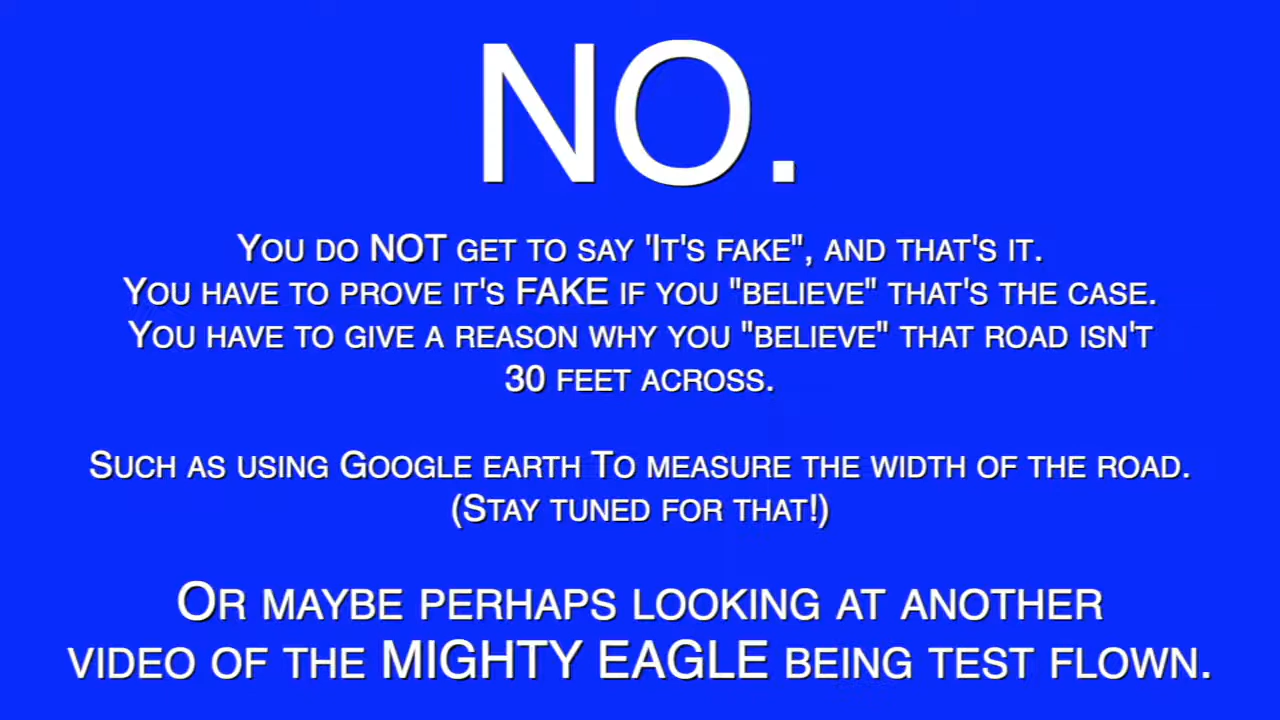 NO.
You do NOT get to say 'It's fake", and that's it.
You have to prove it's FAKE if you "believe" that's the case.
You have to give a reason why you "believe" that road isn't
30 feet across.
Such as using Google earth To measure the width of the road.
(Stay tuned for that!)
Or maybe perhaps looking at another
video of the MIGHTY EAGLE being test flown.